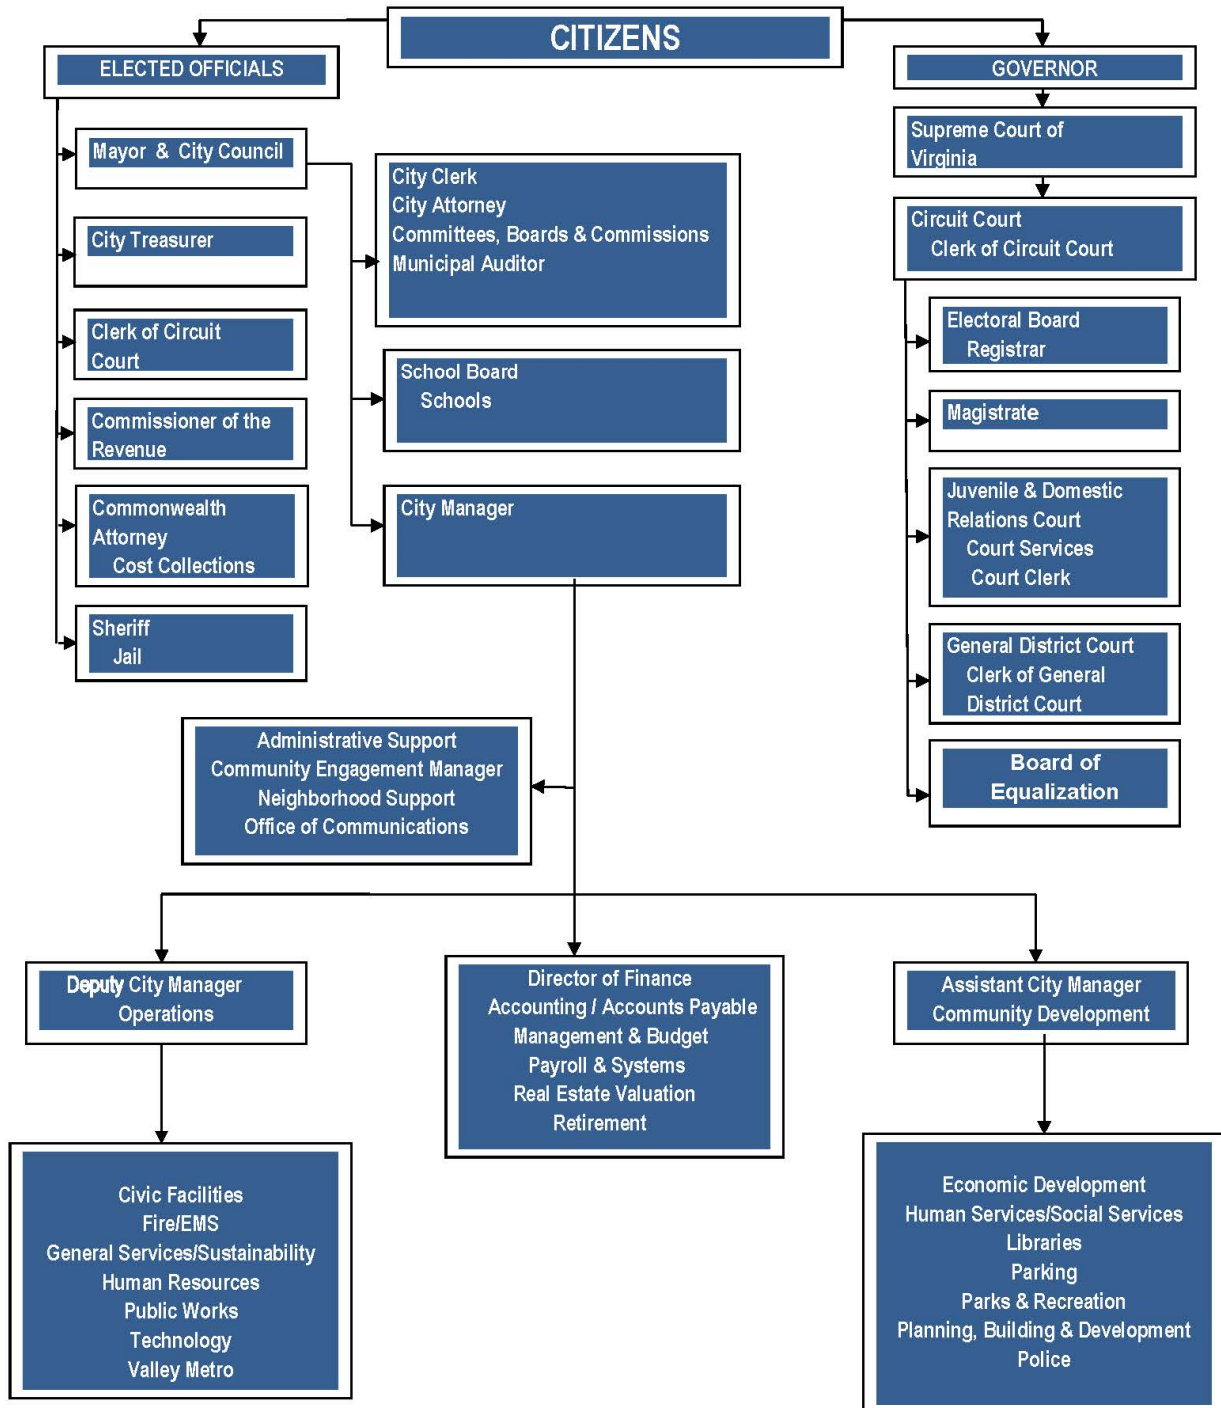 CITIZENS
ELECTED OFFICIALS
GOVERNOR
Mayor & City Council
City Treasurer
Clerk of Circuit
Court
Commissioner of the
Revenue
Commonwealth
Attorney
Cost Collections
Sheriff
Jail
City Clerk
City Attorney
Committees, Boards & Commissions
Municipal Auditor
School Board
Schools
City Manager
Supreme Court of
Virginia
Circuit Court
Clerk of Circuit Court
Electoral Board
Registrar
Magistrate
Juvenile & Domestic
Relations Court
Court Services
Court Clerk
General District Court
Clerk of General
District Court
Board of
Equalization
Administrative Support
Community Engagement Manager
Neighborhood Support
Office of Communications
Deputy City Manager
Operations
Director of Finance
Accounting / Accounts Payable
Management & Budget
Payroll & Systems
Real Estate Valuation
Retirement
Assistant City Manager
Community Development
Civic Facilities
Fire/EMS
General Services/Sustainability
Human Resources
Public Works
Technology
Valley Metro
Economic Development
Human Services/Social Services
Libraries
Parking
Parks & Recreation
Planning, Building & Development
Police